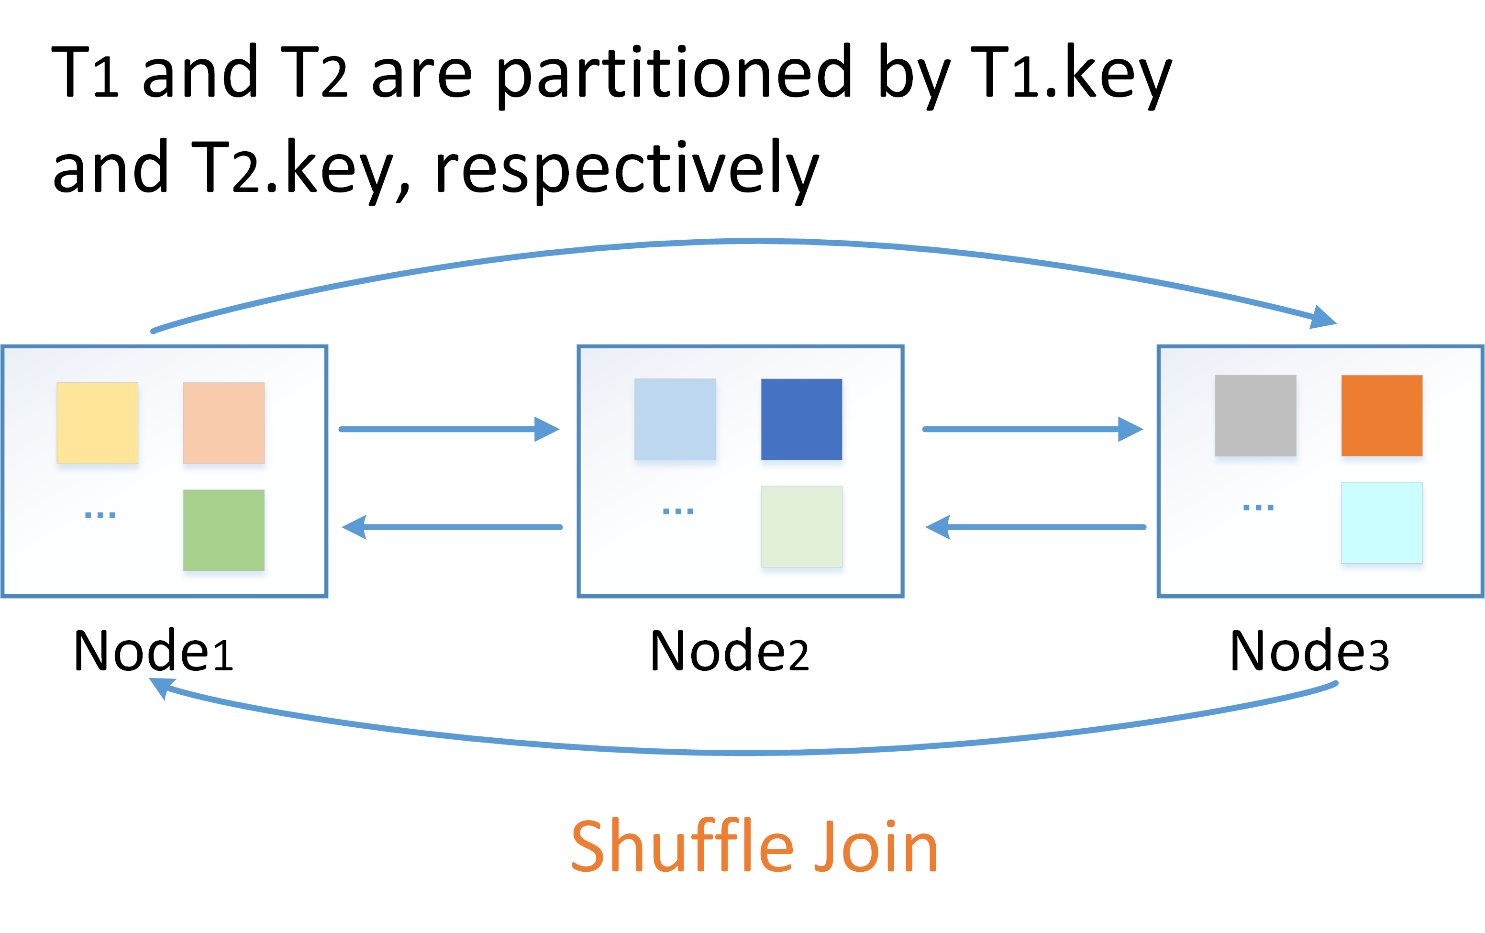 T1 and T2 are partitioned by T1.key
and T2.key, respectively
... ... ...
Node1 Node2 Node3
Shuffle Join